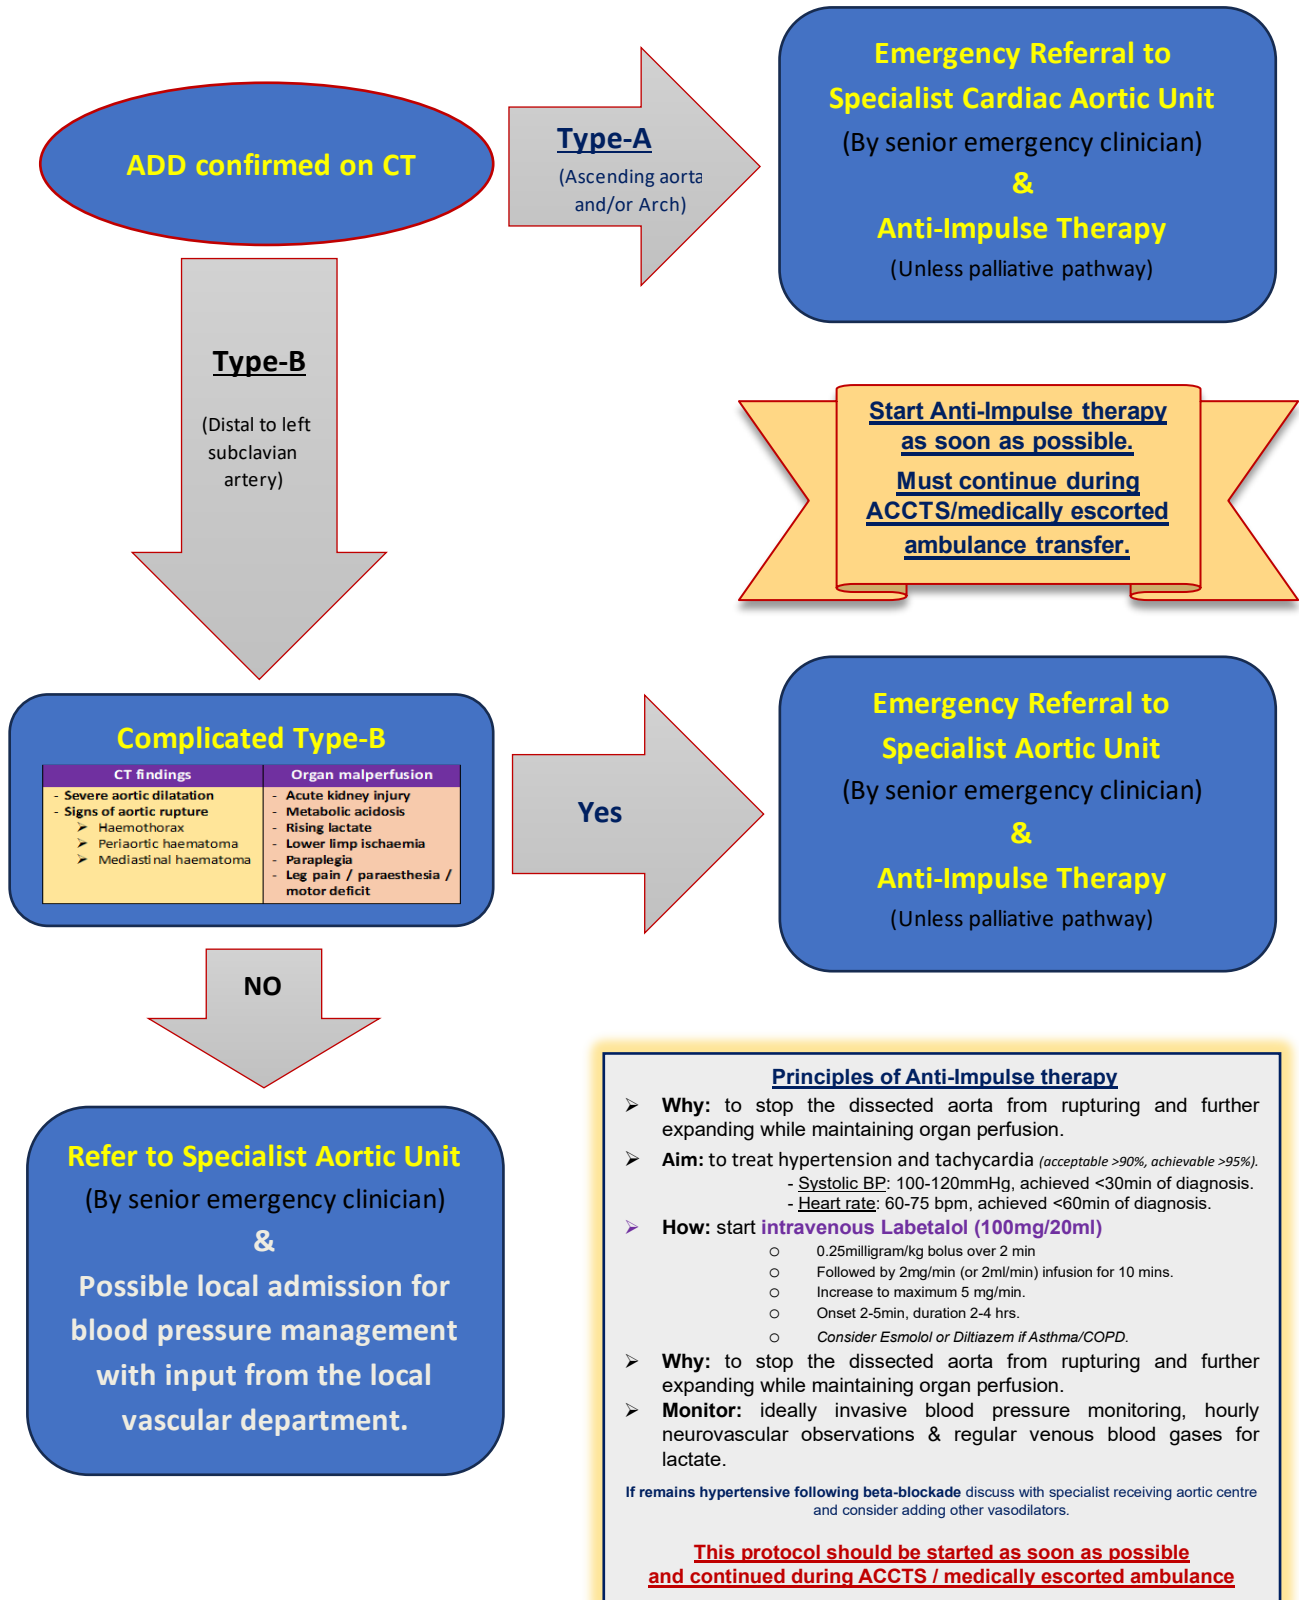 ADD confirmed on CT
Type-A
(Ascending aorta
and/or Arch)
Emergency Referral to
Specialist Cardiac Aortic Unit
(By senior emergency clinician)
&
Anti-Impulse Therapy
(Unless palliative pathway)
Type-B
(Distal to left
subclavian
artery)
Start Anti-Impulse therapy
as soon as possible.
Must continue during
ACCTS/medically escorted
ambulance transfer.
Complicated Type-B
CT findings
- Severe aortic dilatation
- Signs of aortic rupture
➢ Haemothorax
➢ Periaortic haematoma
➢ Mediastinal haematoma
Organ malperfusion
- Acute kidney injury
- Metabolic acidosis
- Rising lactate
- Lower limp ischaemia
- Paraplegia
- Leg pain / paraesthesia /
motor deficit
Yes
Emergency Referral to
Specialist Aortic Unit
(By senior emergency clinician)
&
Anti-Impulse Therapy
(Unless palliative pathway)
NO
Refer to Specialist Aortic Unit
(By senior emergency clinician)
&
Possible local admission for
blood pressure management
with input from the local
vascular department.
Principles of Anti-Impulse therapy
➢ Why: to stop the dissected aorta from rupturing and further
expanding while maintaining organ perfusion.
➢ Aim: to treat hypertension and tachycardia (acceptable >90%, achievable >95%).
- Systolic BP: 100-120mmHg, achieved <30min of diagnosis.
- Heart rate: 60-75 bpm, achieved <60min of diagnosis.
➢ How: start intravenous Labetalol (100mg/20ml)
o 0.25milligram/kg bolus over 2 min
o Followed by 2mg/min (or 2ml/min) infusion for 10 mins.
o Increase to maximum 5 mg/min.
o Onset 2-5min, duration 2-4 hrs.
o Consider Esmolol or Diltiazem if Asthma/COPD.
➢ Why: to stop the dissected aorta from rupturing and further
expanding while maintaining organ perfusion.
➢ Monitor: ideally invasive blood pressure monitoring, hourly
neurovascular observations & regular venous blood gases for
lactate.
If remains hypertensive following beta-blockade discuss with specialist receiving aortic centre
and consider adding other vasodilators.
This protocol should be started as soon as possible
and continued during ACCTS / medically escorted ambulance